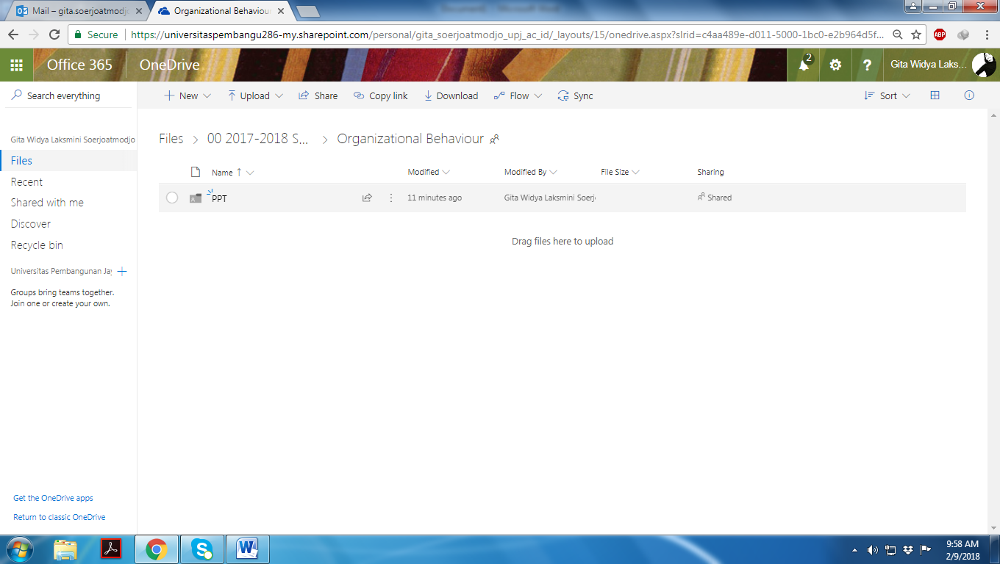 Mail – gita.soerjoatmodjo
Organizational Behaviour
Secure https://universitaspembangu286-my.sharepoint.com/personal/gita_soerjoatmodjo_upj_ac_id/_layouts/15/onedrive.aspx?slrid=c4aa489e-d011-5000-1bc0-e2b964d5f...
ABP
Office 365 OneDrive 2 ? Gita Widya Laks...
Search everything
New Upload Share Copy link Download Flow Sync Sort
Gita Widya Laksmini Soerjoatmodjo
Files
Recent
Shared with me
Discover
Recycle bin
Universitas Pembangunan Jay
Groups bring teams together.
Join one or create your own.
Files > 00 2017-2018 S... > Organizational Behaviour
Name Modified Modified By File Size Sharing
PPT 11 minutes ago Gita Widya Laksmini Soerj Shared
Drag files here to upload
Get the OneDrive apps
Return to classic OneDrive
9:58 AM
2/9/2018